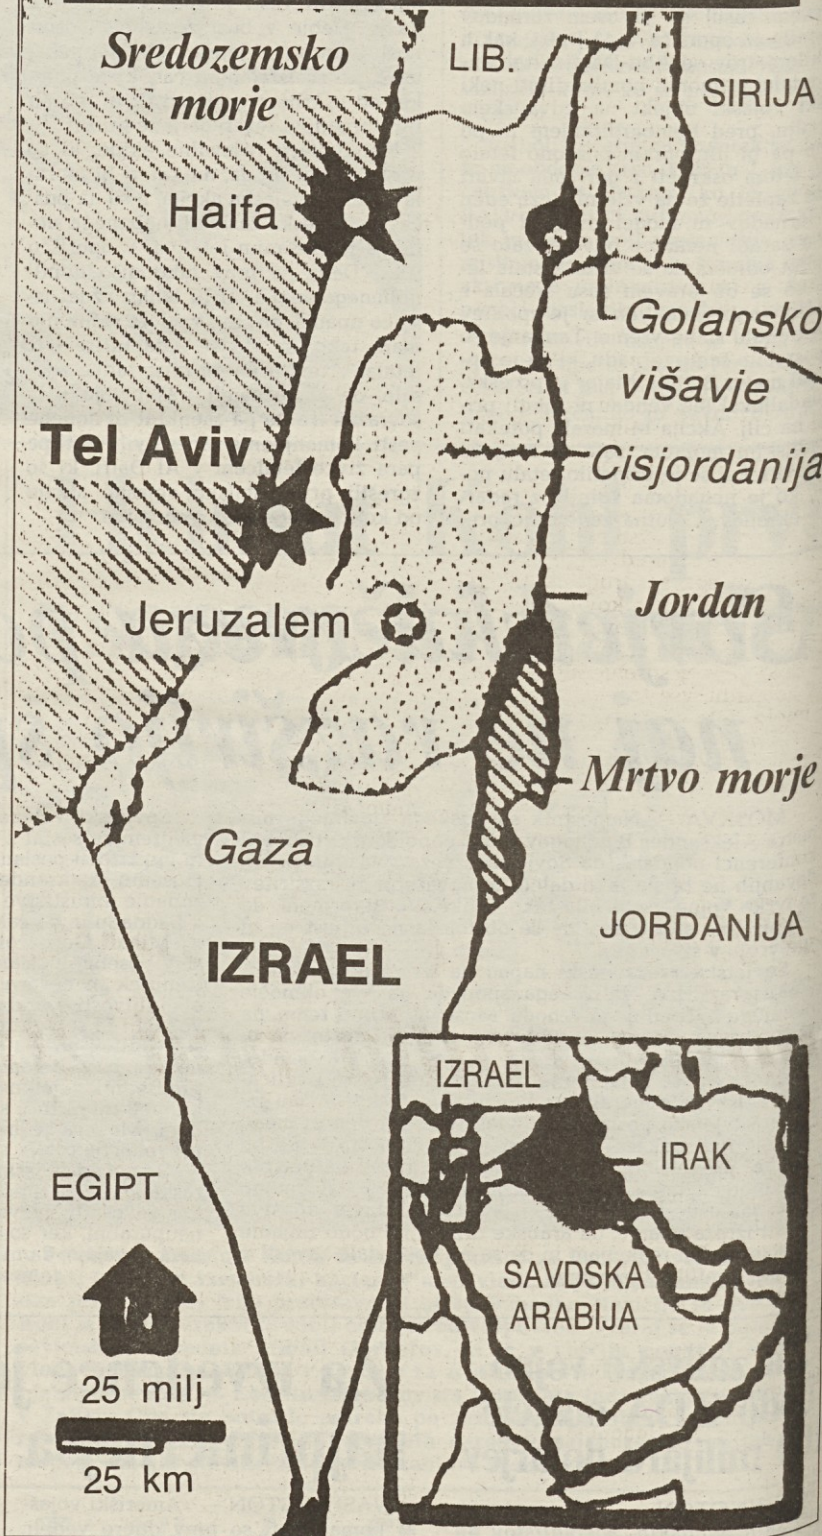 Sredozemsko
morje
LIB.
SIRIJA
Haifa
Golansko
višavje
Tel Aviv
Cisjordanija
Jeruzalem
Jordan
Mrtvo morje
Gaza
JORDANIJA
IZRAEL
IZRAEL
IRAK
EGIPT
SAVDSKA
ARABIJA
25 milj
25 km